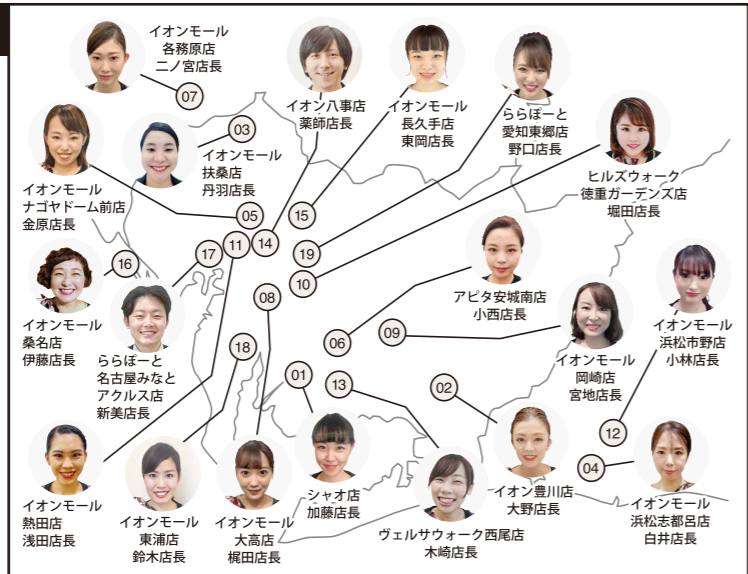 イオンモール
各務原店
二ノ宮店長
07
03
イオンモール
扶桑店
丹羽店長
イオン八事店
薬師店長
イオンモール
長久手店
東岡店長
ららぽーと
愛知東郷店
野口店長
ヒルズウォーク
徳重ガーデンズ店
堀田店長
イオンモール
ナゴヤドーム前店
金原店長
05
15
11
14
17
19
16
10
08
イオンモール
桑名店
伊藤店長
ららぽーと
名古屋みなと
アクルス店
新美店長
アピタ安城南店
小西店長
イオンモール
岡崎店
宮地店長
イオンモール
浜松市野店
小林店長
18
06
09
01
13
02
12
04
イオンモール
熱田店
浅田店長
イオンモール
東浦店
鈴木店長
イオンモール
大高店
梶田店長
シャオ店
加藤店長
ヴェルサウォーク西尾店
木崎店長
イオン豊川店
大野店長
イオンモール
浜松志都呂店
白井店長